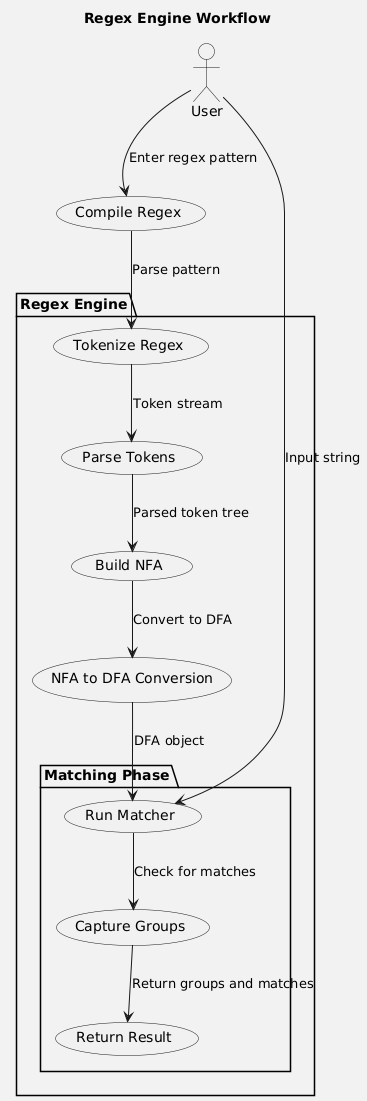 Regex Engine Workflow
User
Enter regex pattern
Compile Regex
Parse pattern
Regex Engine
Tokenize Regex
Token stream
Parse Tokens
Input string
Parsed token tree
Build NFA
Convert to DFA
NFA to DFA Conversion
DFA object
Matching Phase
Run Matcher
Check for matches
Capture Groups
Return groups and matches
Return Result